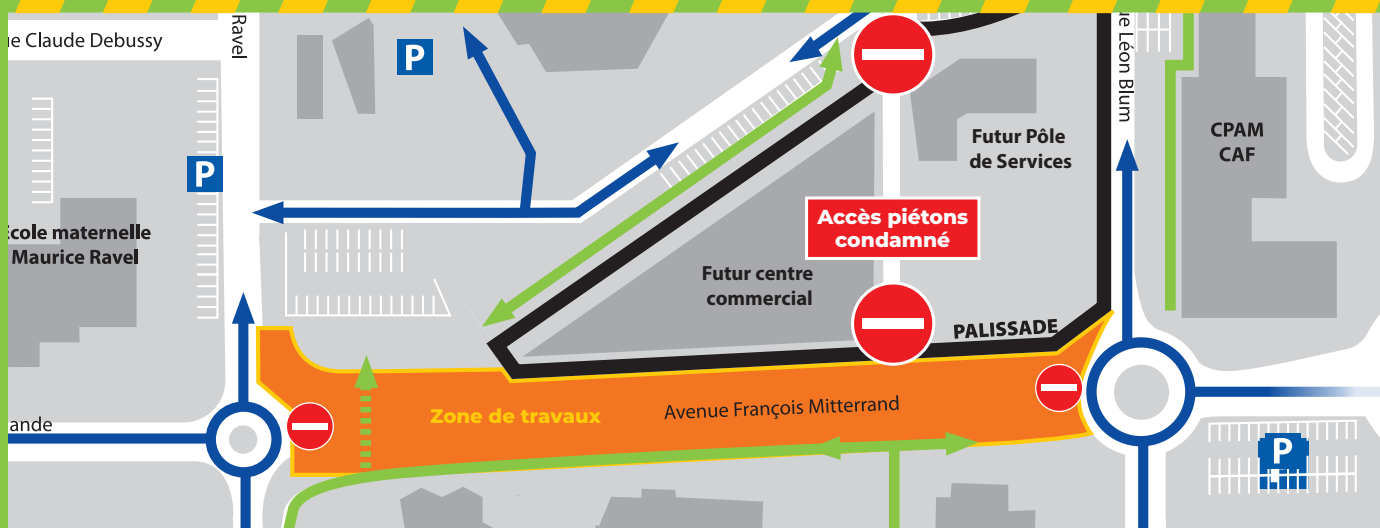 ue Claude Debussy
Ravel
P
ue Léon Blum
Futur Pôle
de Services
CPAM
CAF
P
Accès piétons
condamné
École maternelle
Maurice Ravel
Futur centre
commercial
PALISSADE
Zone de travaux
Avenue François Mitterrand
ande
P